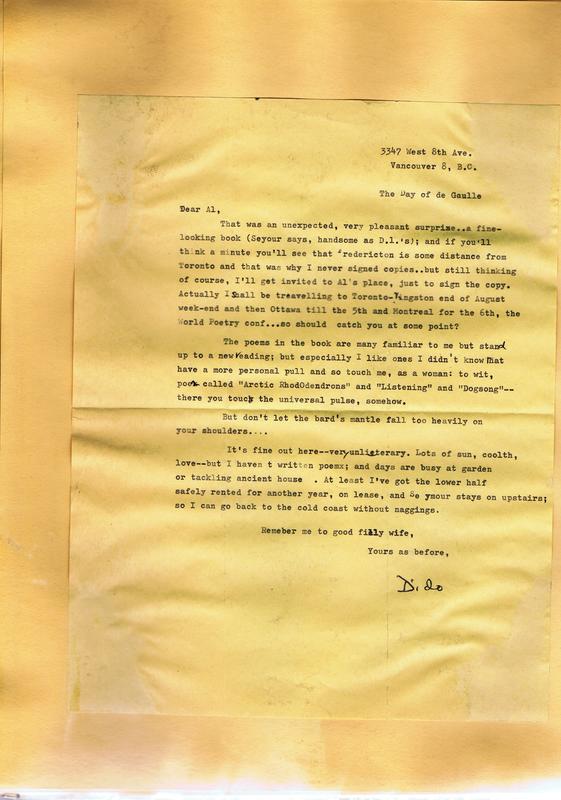 3347 West 8th Ave.
Vancouver 8, B.C.
The Day of de Gaulle
Dear Al,
That was an unexpected, very pleasant surprize..a fine-
looking book (Seyour says, handsome as D.l.'s); and if you'll
think a minute you'll see that Fredericton is some distance from
Toronto and that was why I never signed copies..but still thinking
of course, I'll get invited to Al's place, just to sign the copy.
Actually I Shall be treavelling to Toronto-Kingston end of August
week-end and then Ottawa till the 5th and Montreal for the 6th, the
World Poetry conf...so should catch you at some point?
The poems in the book are many familiar to me but stand
up to a new reading; but especially I like ones I didn't know that
have a more personal pull and so touch me, as a woman: to wit,
called "Arctic RhodOdendrons" and "Listening" and "Dogsong"--
there you touch the universal pulse, somehow.
But don't let the bard's mantle fall too heavily on
your shoulders....
It's fine out here--very unliterary. Lots of sun, coolth,
love--but I haven t written poemx; and days are busy at garden
or tackling ancient house . At least I've got the lower half
safely rented for another year, on lease, and Se ymour stays on upstairs;
so I can go back to the cold coast without naggings.
Remeber me to good filly wife,
Yours as before,
Dido